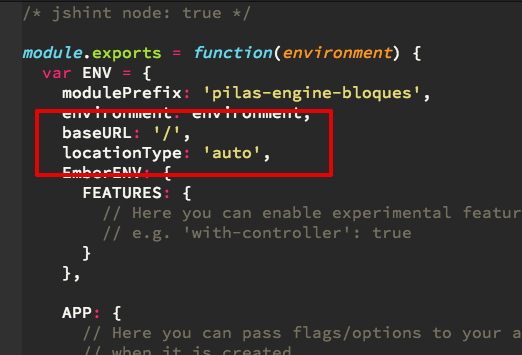 /* jshint node: true */
module.exports = function(environment) {
var ENV = {
modulePrefix: 'pilas-engine-bloques',
environment: environment,
baseURL: '/',
locationType: 'auto',
EmberENV: {
FEATURES: {
// Here you can enable experimental featur
// e.g. 'with-controller': true
}
},
APP: {
// Here you can pass flags/options to your a
// when it is created